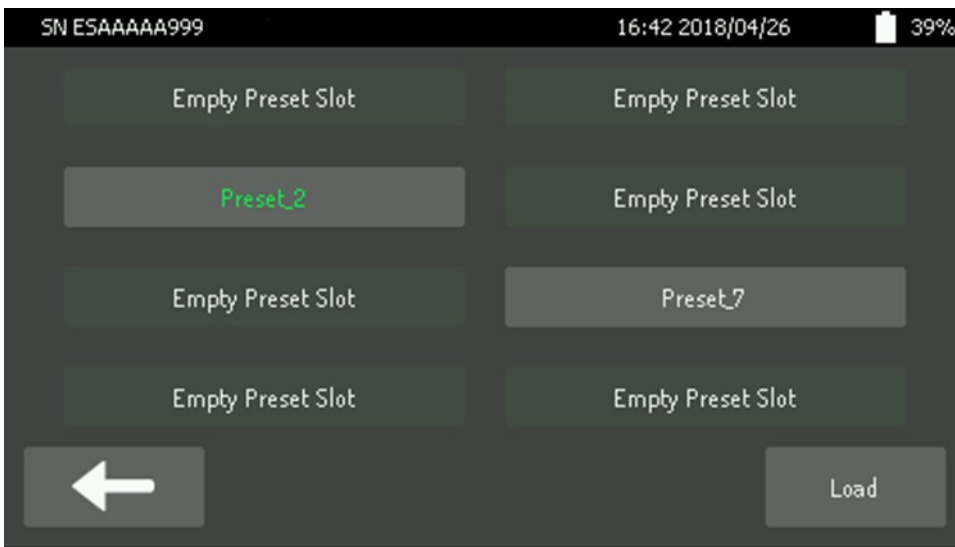 SN ESAAAAA999 16:42 2018/04/26 39%
Empty Preset Slot Empty Preset Slot
Preset_2 Empty Preset Slot
Empty Preset Slot Preset_7
Empty Preset Slot Empty Preset Slot
Load